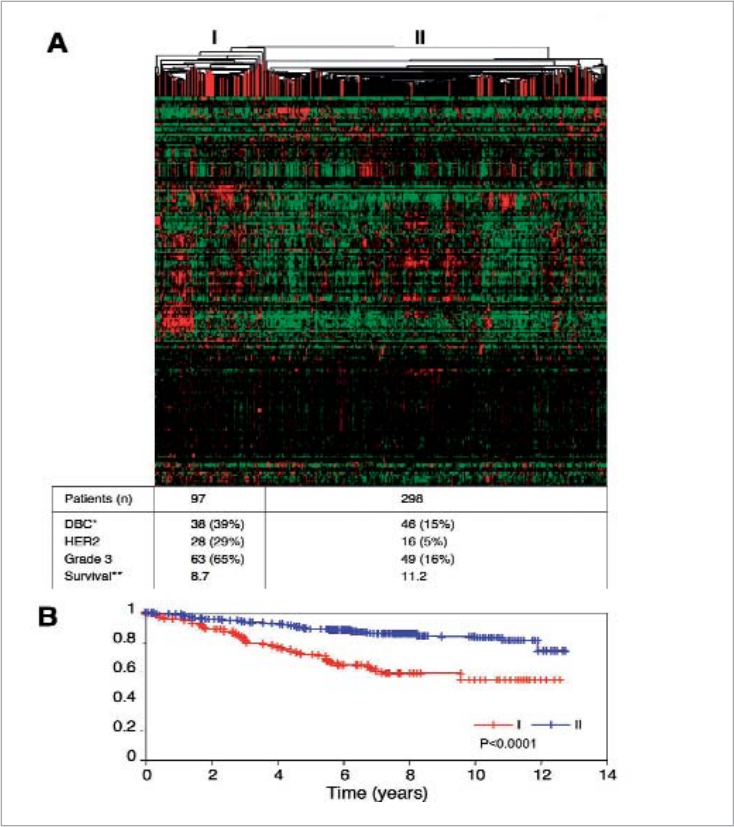 A
I II
Patients (n) 97 298
DBC* 38 (39%) 46 (15%)
HER2 28 (29%) 16 (5%)
Grade 3 63 (65%) 49 (16%)
Survival** 8.7 11.2
B
1
0.8
0.6
0.4
0.2
0
I II
P<0.0001
0 2 4 6 8 10 12 14
Time (years)